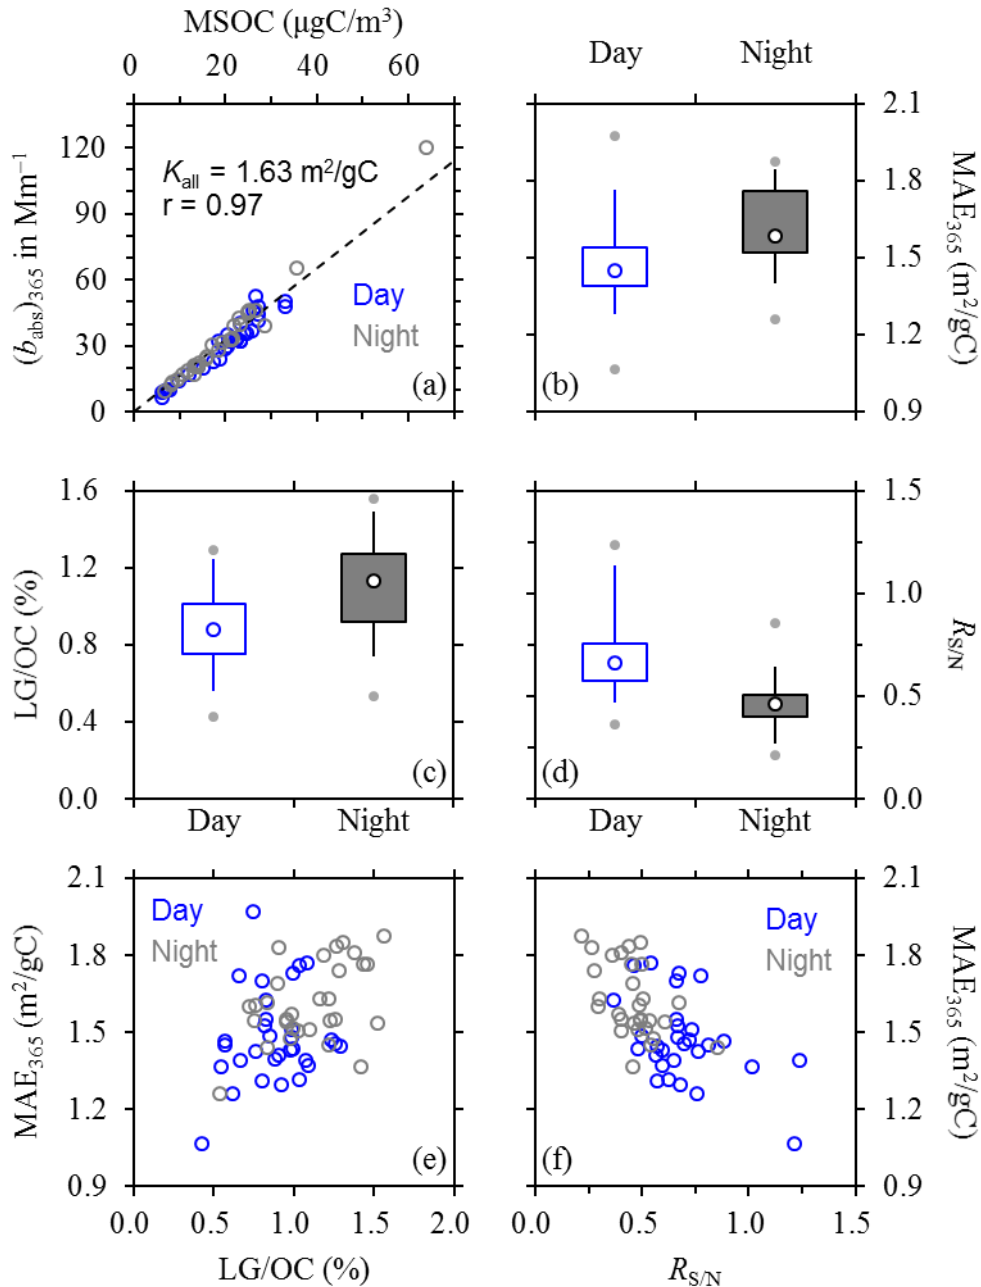 MSOC (μgC/m³)
0 20 40 60
Day Night
120
90
60
30
0
(b_abs)₃₆₅ in Mm⁻¹
K_all = 1.63 m²/gC
r = 0.97
Day
Night
(a)
2.1
1.8
1.5
1.2
0.9
MAE₃₆₅ (m²/gC)
(b)
1.6
1.2
0.8
0.4
0.0
LG/OC (%)
(c)
Day Night
1.5
1.0
0.5
0.0
R_S/N
(d)
Day Night
2.1
1.8
1.5
1.2
0.9
MAE₃₆₅ (m²/gC)
Day
Night
(e)
0.0 0.5 1.0 1.5 2.0
LG/OC (%)
2.1
1.8
1.5
1.2
0.9
MAE₃₆₅ (m²/gC)
Day
Night
(f)
0.0 0.5 1.0 1.5
R_S/N